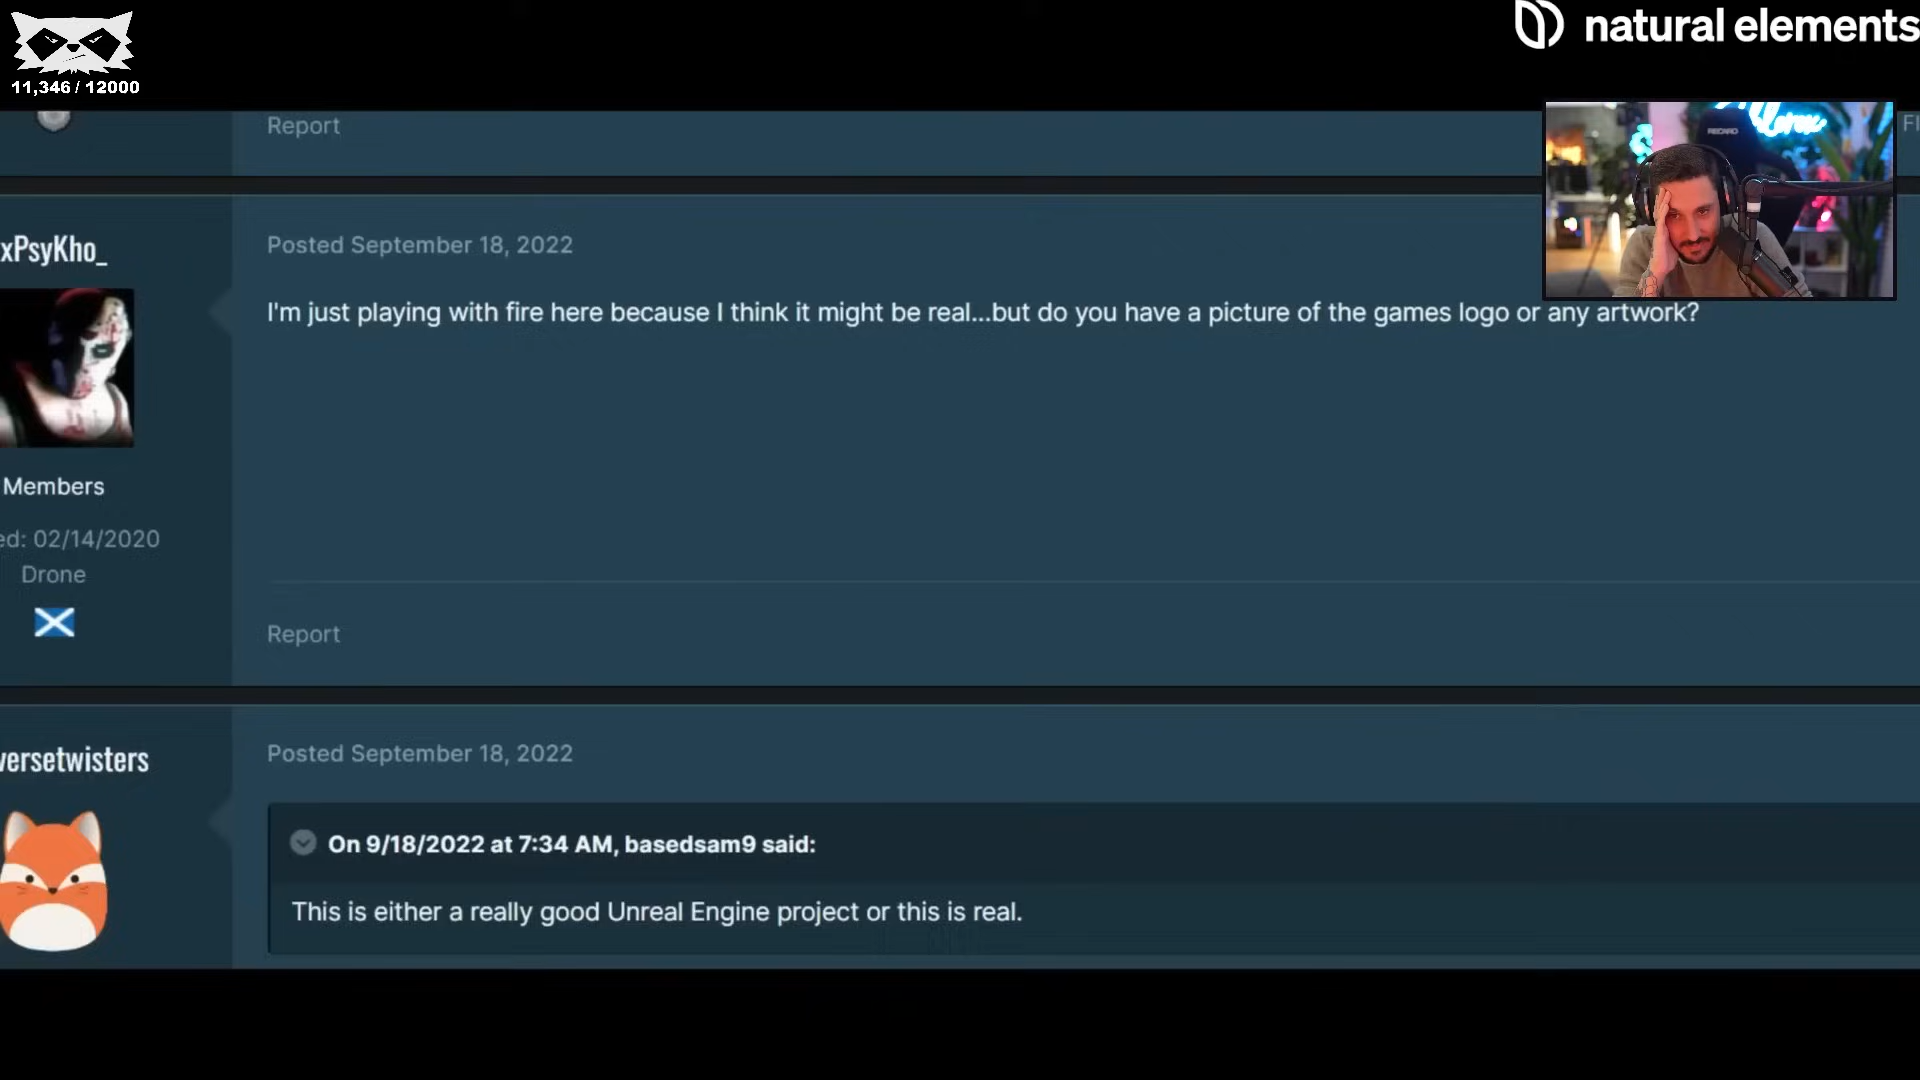 11,346 / 12000
natural elements
Report
Fl
xPsyKho_
Posted September 18, 2022
I'm just playing with fire here because I think it might be real...but do you have a picture of the games logo or any artwork?
Members
ed: 02/14/2020
Drone
Report
versetwisters
Posted September 18, 2022
On 9/18/2022 at 7:34 AM, basedsam9 said:
This is either a really good Unreal Engine project or this is real.
RECARO